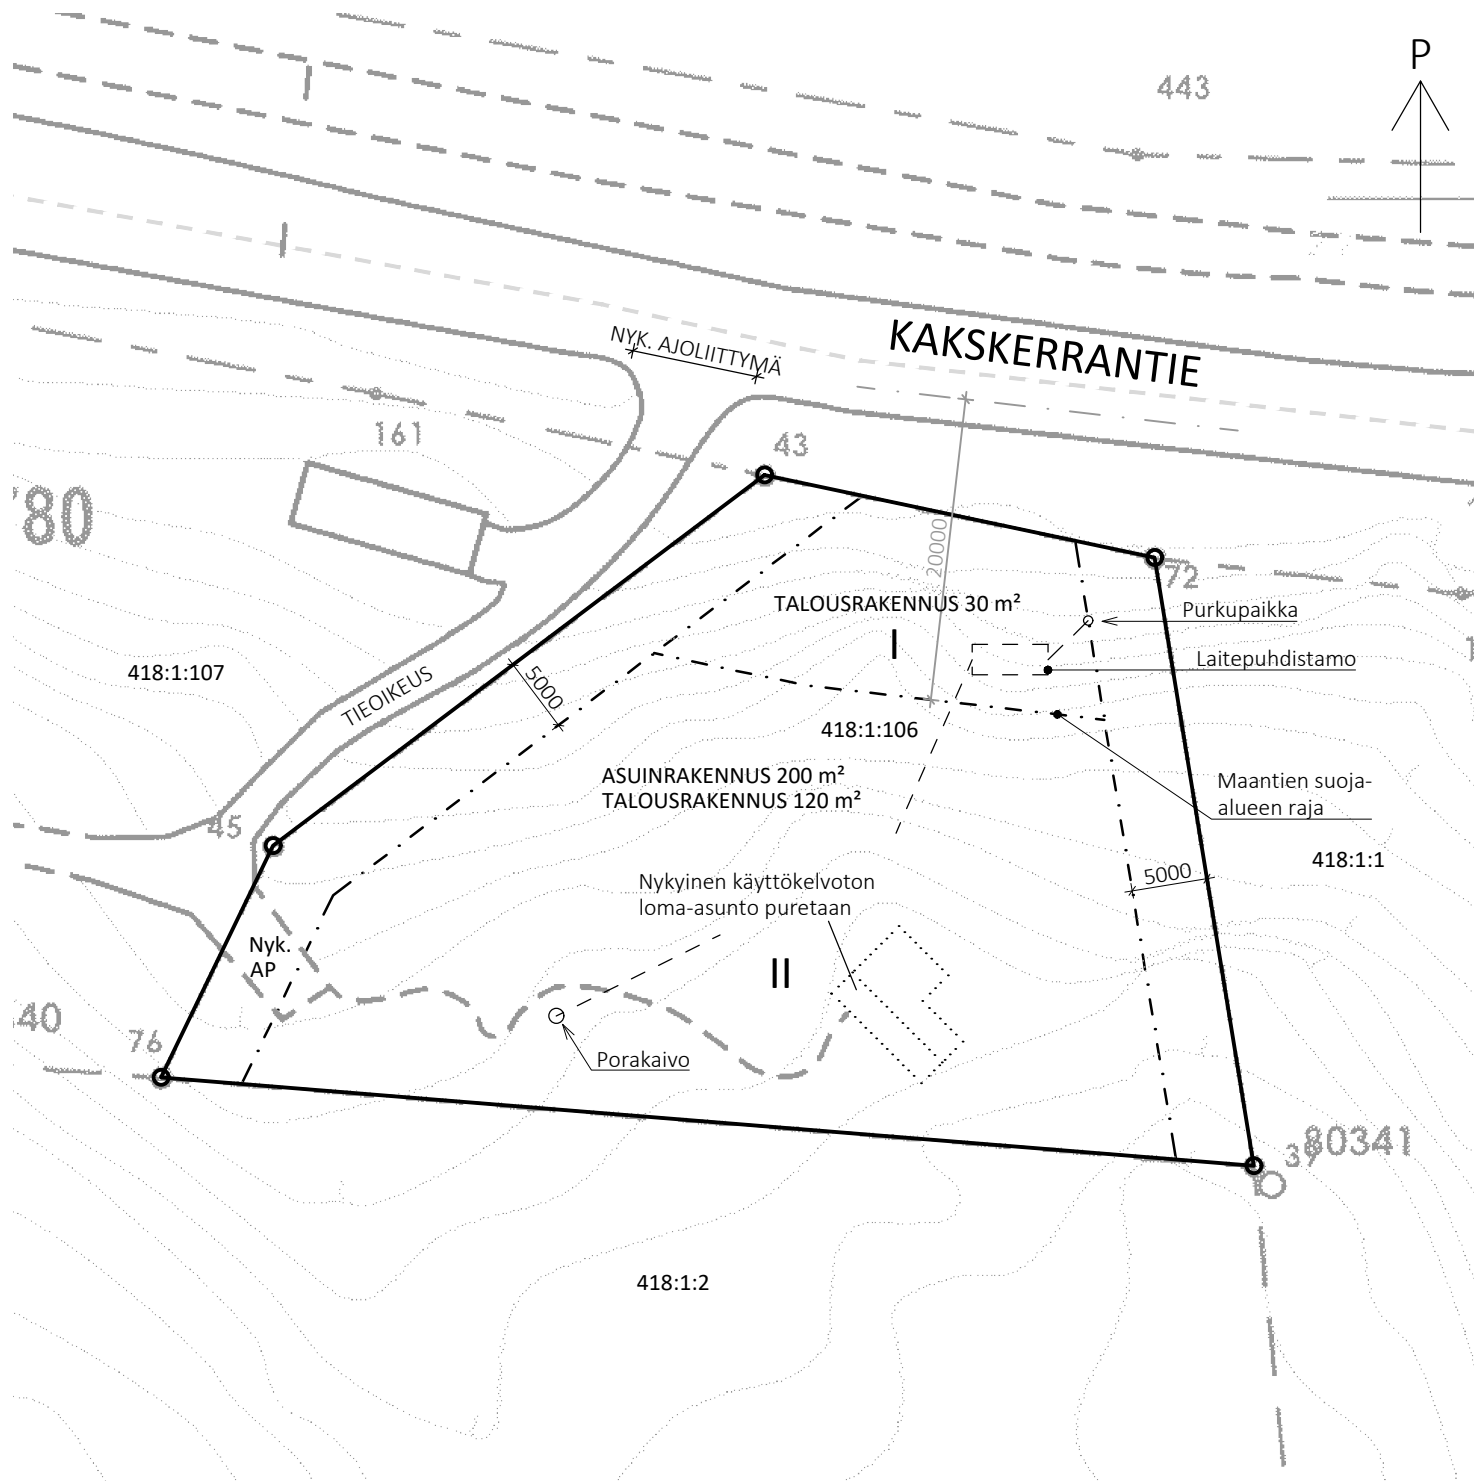 P
443
NYK. AJOLIITTYMÄ
KAKSKERRANTIE
161
43
80
20000
72
TALOUSRAKENNUS 30 m²
I
Purkupaikka
Laitepuhdistamo
418:1:107
TIEOIKEUS
5000
418:1:106
ASUINRAKENNUS 200 m²
TALOUSRAKENNUS 120 m²
Maantien suoja-
alueen raja
45
418:1:1
5000
Nykyinen käyttökelvoton
loma-asunto puretaan
Nyk.
AP
II
40
76
Porakaivo
39
80341
418:1:2